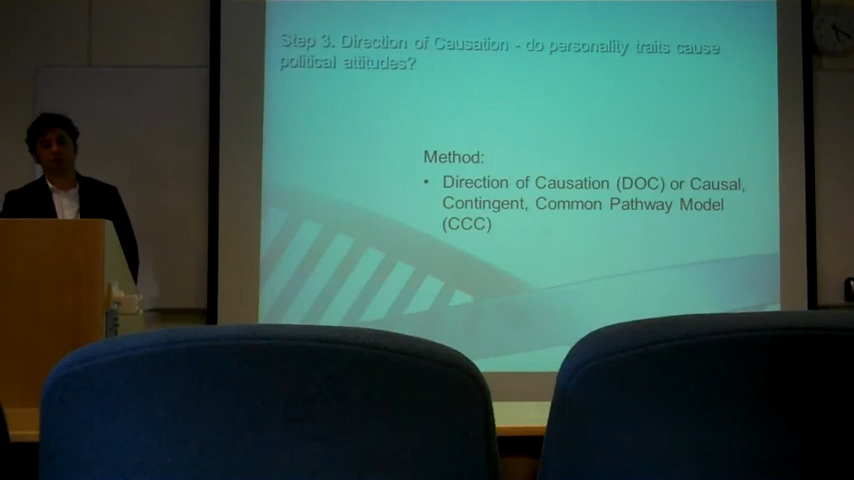 Step 3. Direction of Causation - do personality traits cause
political attitudes?
Method:
• Direction of Causation (DOC) or Causal,
Contingent, Common Pathway Model
(CCC)